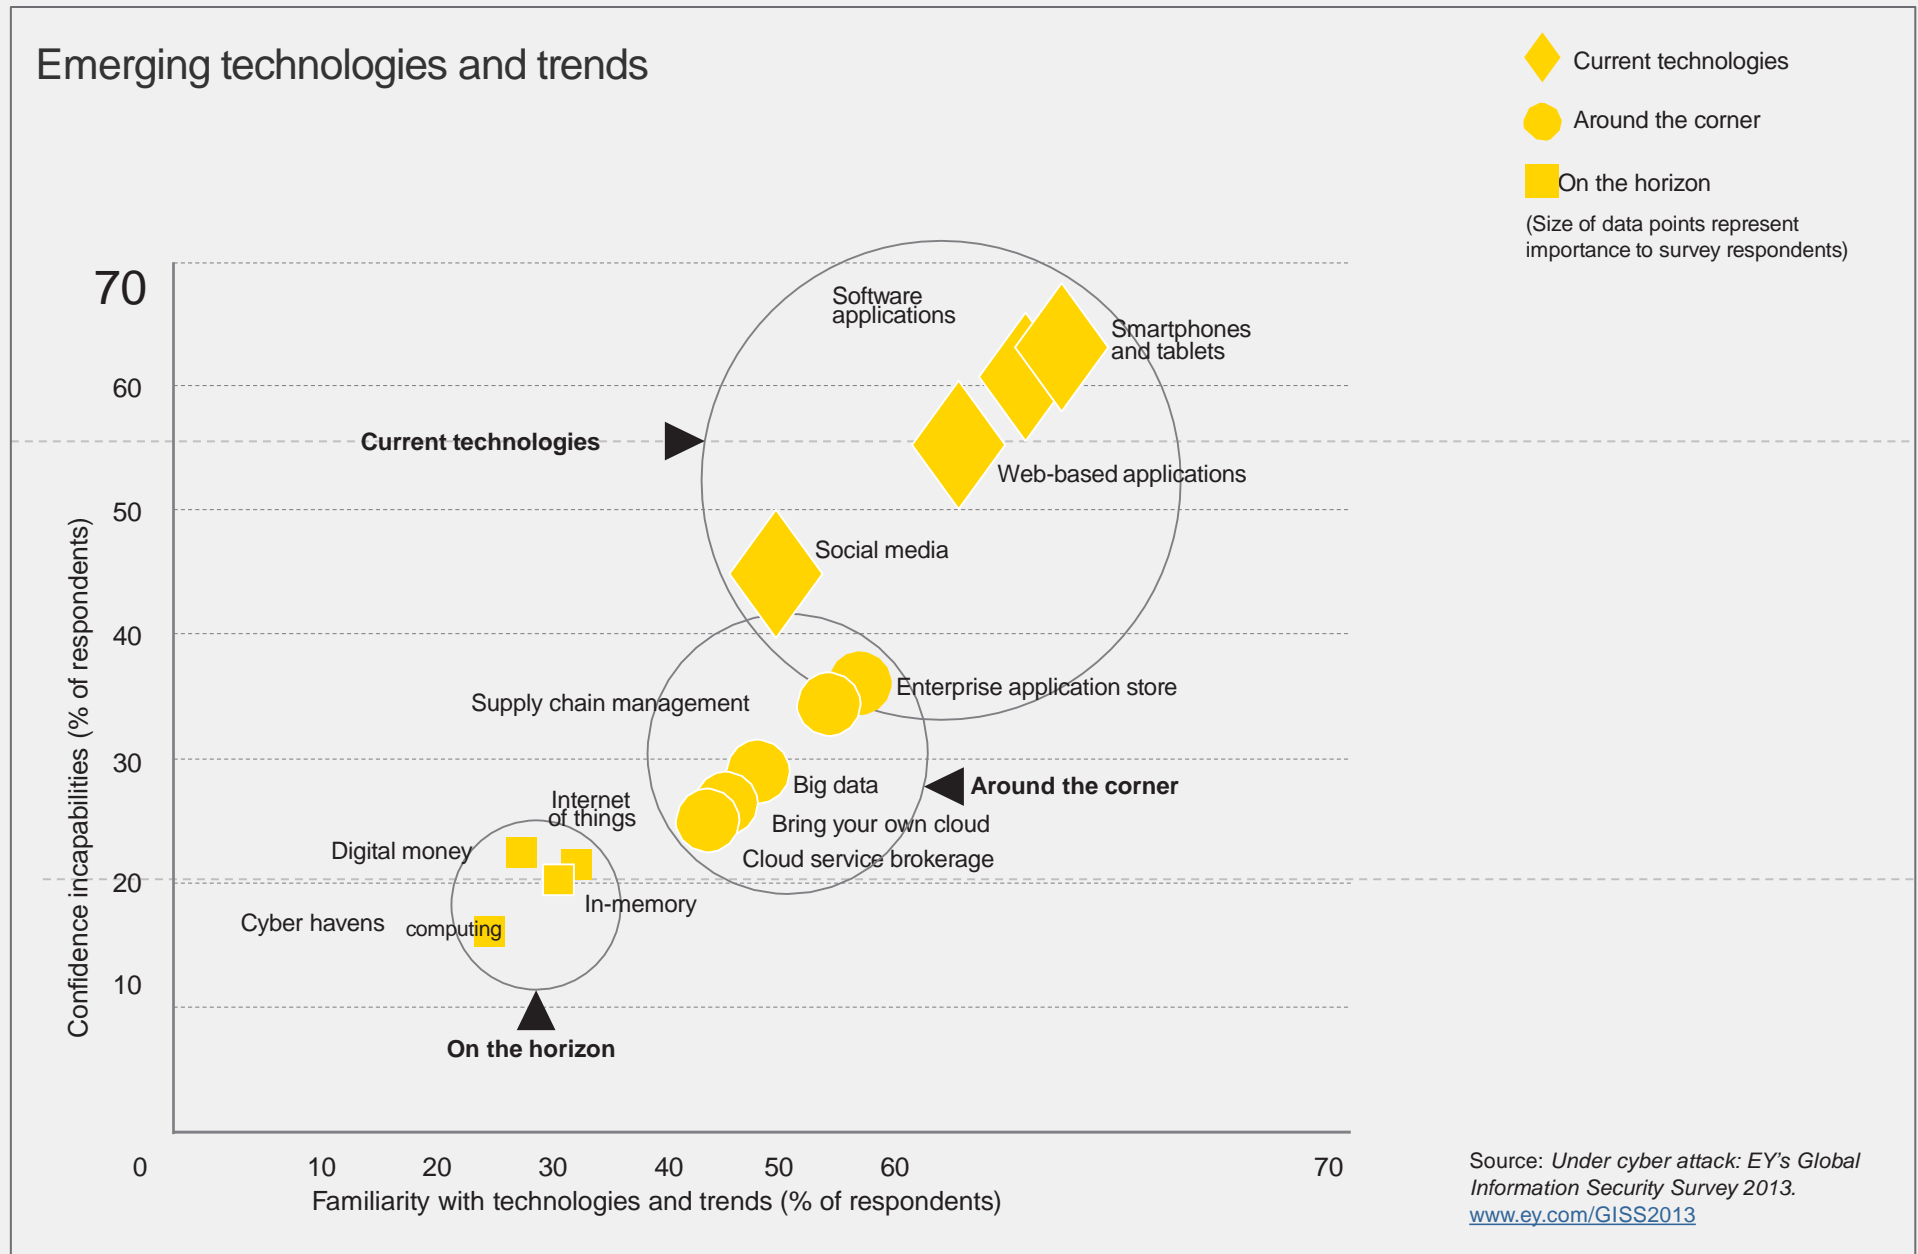 Emerging technologies and trends
Current technologies
Around the corner
On the horizon
(Size of data points represent
importance to survey respondents)
70
60
50
40
30
20
10
Confidence incapabilities (% of respondents)
Software
applications
Smartphones
and tablets
Current technologies
Web-based applications
Social media
Enterprise application store
Supply chain management
Big data
Around the corner
Internet
of things
Bring your own cloud
Digital money
Cloud service brokerage
In-memory
Cyber havens
computing
On the horizon
0 10 20 30 40 50 60 70
Familiarity with technologies and trends (% of respondents)
Source: Under cyber attack: EY’s Global
Information Security Survey 2013.
www.ey.com/GISS2013